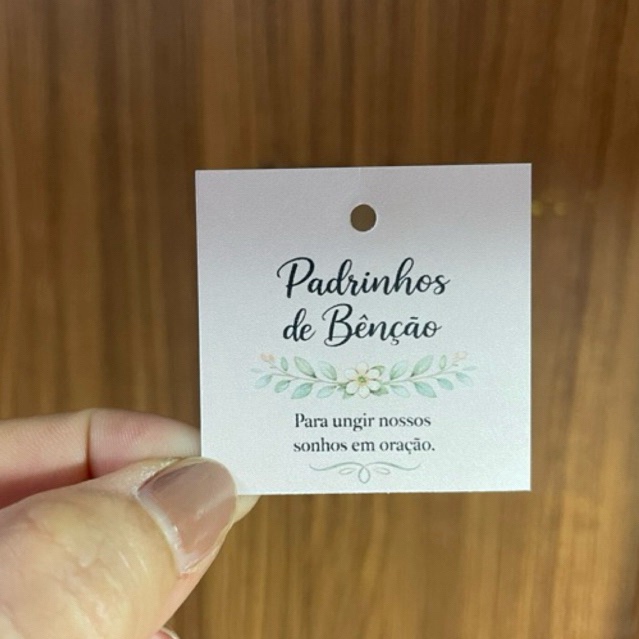 Padrinhos
de Bênção
Para ungir nossos
sonhos em oração.